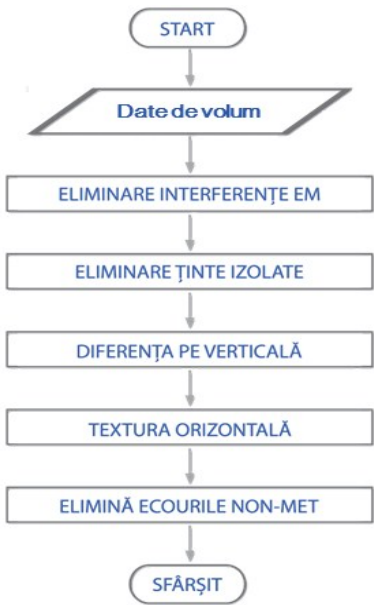 START
Date de volum
ELIMINARE INTERFERENȚE EM
ELIMINARE ȚINTE IZOLATE
DIFERENȚA PE VERTICALĂ
TEXTURA ORIZONTALĂ
ELIMINĂ ECOURILE NON-MET
SFÂRȘIT